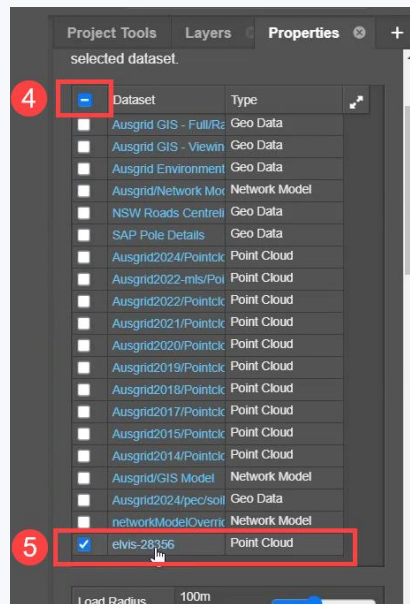 Project Tools Layers Properties +
selected dataset.
4
Dataset Type
Ausgrid GIS - Full/Ra Geo Data
Ausgrid GIS - Viewin Geo Data
Ausgrid Environment Geo Data
Ausgrid/Network Mod Network Model
NSW Roads Centreli Geo Data
SAP Pole Details Geo Data
Ausgrid2024/Pointclo Point Cloud
Ausgrid2022-mls/Poi Point Cloud
Ausgrid2022/Pointclo Point Cloud
Ausgrid2021/Pointclo Point Cloud
Ausgrid2020/Pointclo Point Cloud
Ausgrid2019/Pointclo Point Cloud
Ausgrid2018/Pointclo Point Cloud
Ausgrid2017/Pointclo Point Cloud
Ausgrid2015/Pointclo Point Cloud
Ausgrid2014/Pointclo Point Cloud
Ausgrid/GIS Model Network Model
Ausgrid2024/pec/soil Geo Data
networkModelOverric Network Model
5 elvis-28356 Point Cloud
Load Radius 100m